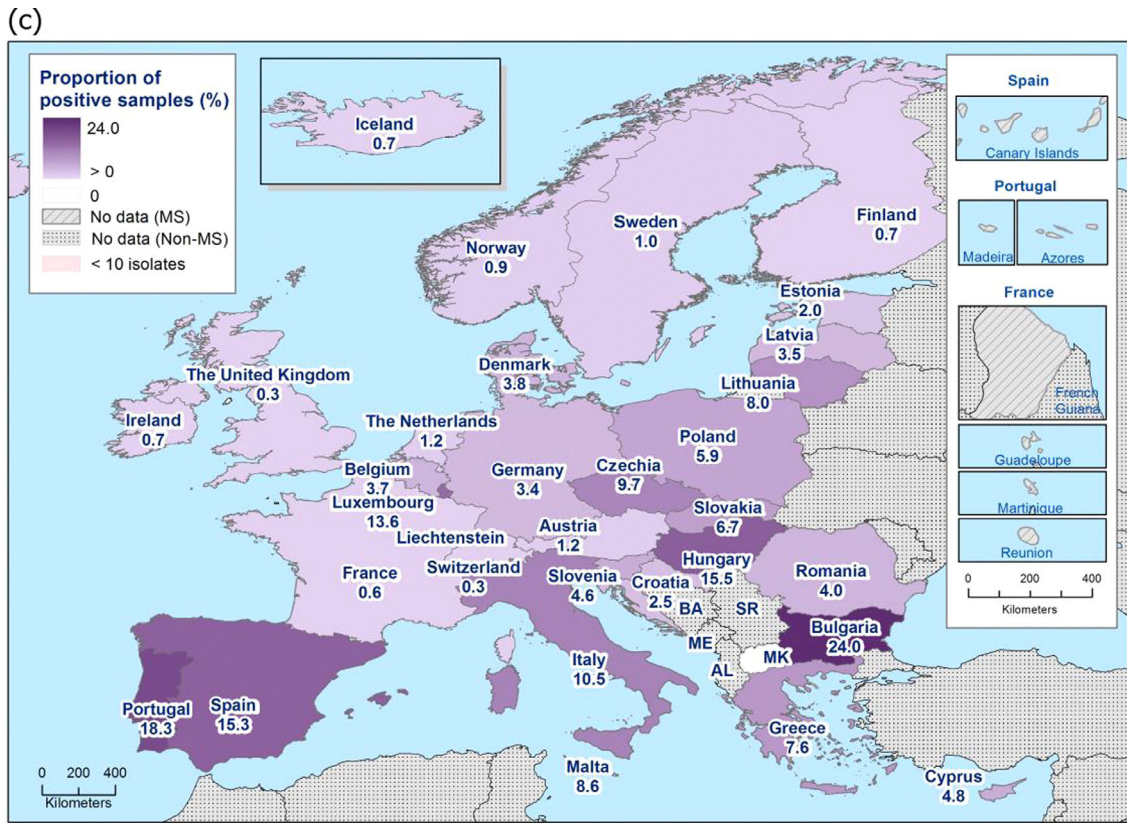 (c)
Proportion of
positive samples (%)
24.0
> 0
0
No data (MS)
No data (Non-MS)
< 10 isolates
Iceland
0.7
Norway
0.9
Sweden
1.0
Finland
0.7
Estonia
2.0
Latvia
3.5
Lithuania
8.0
Denmark
3.8
The United Kingdom
0.3
Ireland
0.7
The Netherlands
1.2
Belgium
3.7
Luxembourg
13.6
Germany
3.4
Poland
5.9
Czechia
9.7
Slovakia
6.7
Austria
1.2
Liechtenstein
Switzerland
0.3
France
0.6
Hungary
15.5
Slovenia
4.6
Croatia
2.5
Romania
4.0
BA
SR
ME
MK
AL
Bulgaria
24.0
Italy
10.5
Portugal
18.3
Spain
15.3
Greece
7.6
Malta
8.6
Cyprus
4.8
0 200 400
Kilometers
Spain
Canary Islands
Portugal
Madeira
Azores
France
French
Guiana
Guadeloupe
Martinique
Reunion
0 200 400
Kilometers